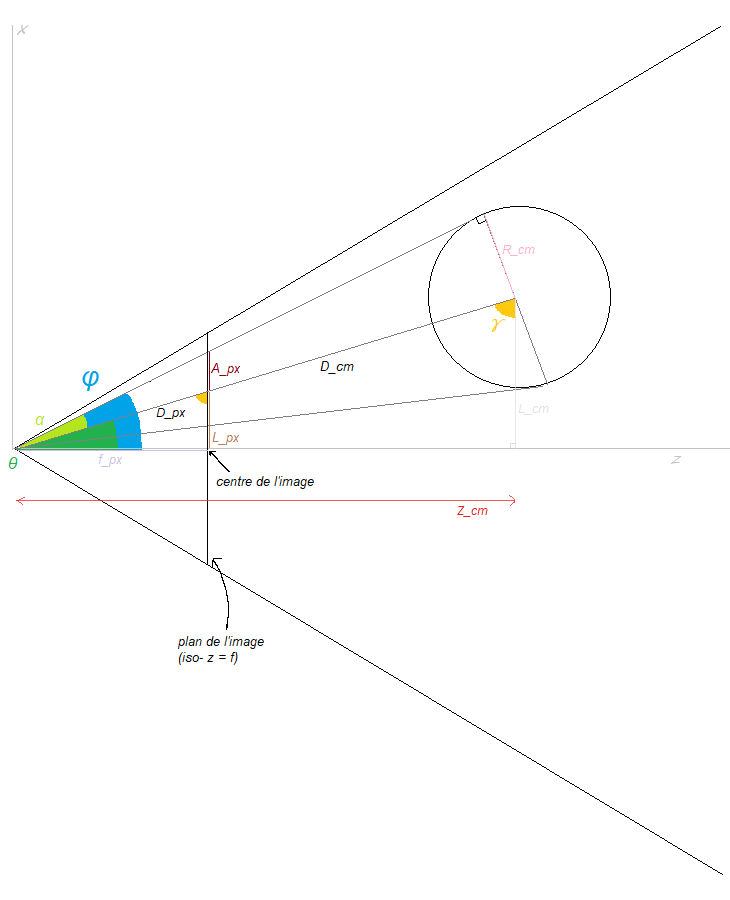 x
R_cm
γ
A_px
D_cm
φ
L_cm
D_px
α
L_px
θ
f_px
z
centre de l'image
Z_cm
plan de l'image
(iso- z = f)